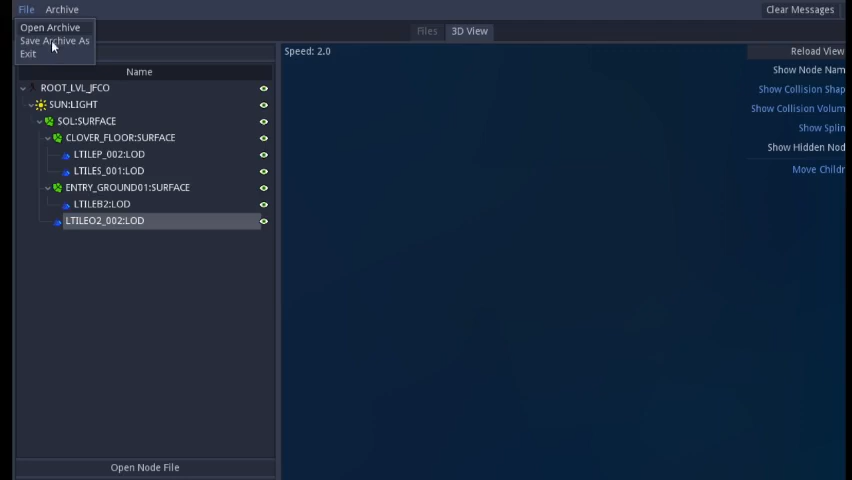 File Archive Clear Messages
Open Archive
Save Archive As
Exit
Files 3D View
Speed: 2.0
Reload View
Name
Show Node Nam
ROOT_LVL_JFCO
Show Collision Shap
SUN:LIGHT
Show Collision Volum
SOL:SURFACE
Show Splin
CLOVER_FLOOR:SURFACE
Show Hidden Nod
LTILEP_002:LOD
LTILES_001:LOD
Move Childr
ENTRY_GROUND01:SURFACE
LTILEB2:LOD
LTILEO2_002:LOD
Open Node File